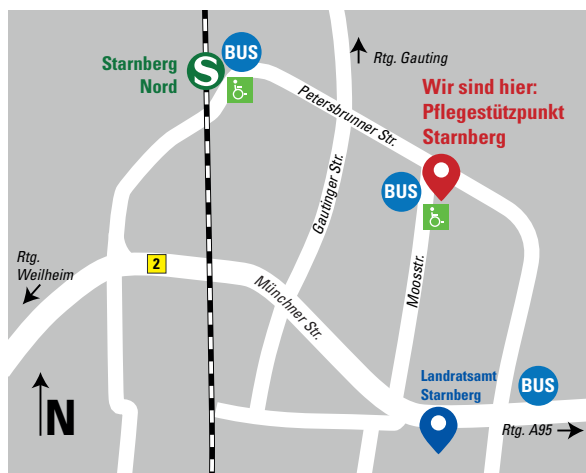 BUS
Rtg. Gauting
Starnberg
Nord
S
Wir sind hier:
Pflegestützpunkt
Starnberg
Petersbrunner Str.
BUS
Gautinger Str.
Rtg.
Weilheim
2
Moosstr.
Münchner Str.
Landratsamt
Starnberg
BUS
N
Rtg. A95